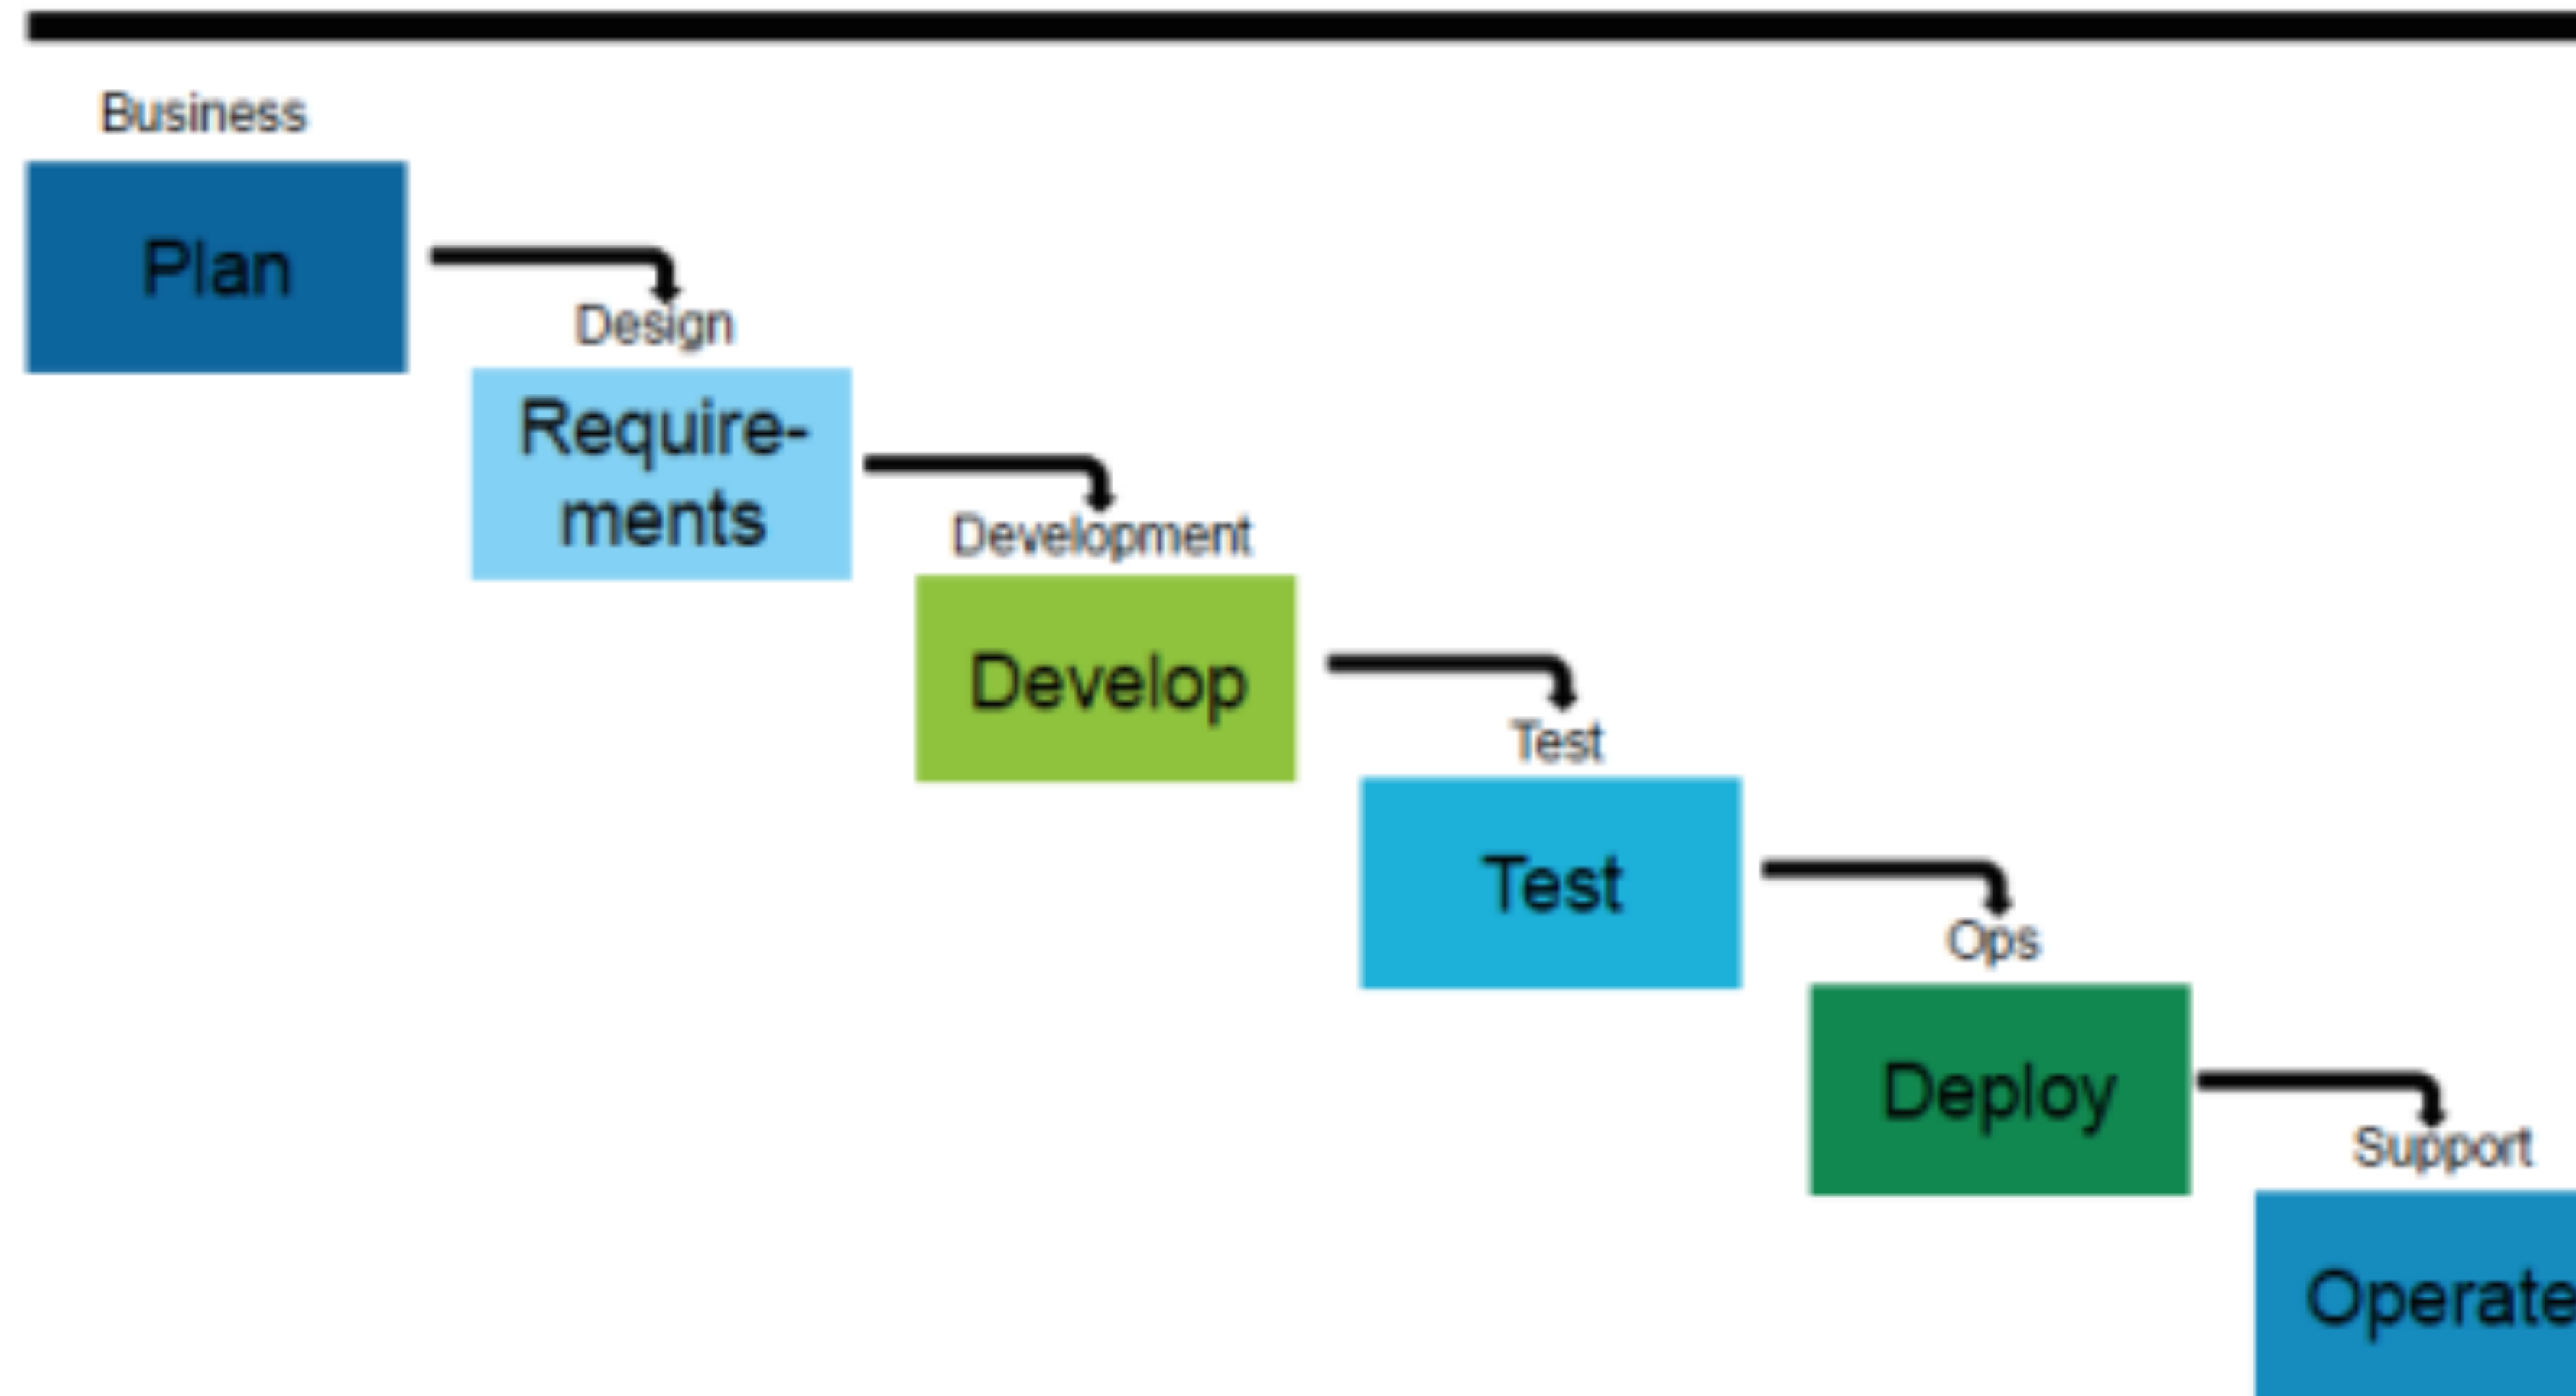 Business
Plan
Design
Require-
ments
Development
Develop
Test
Test
Ops
Deploy
Support
Operate